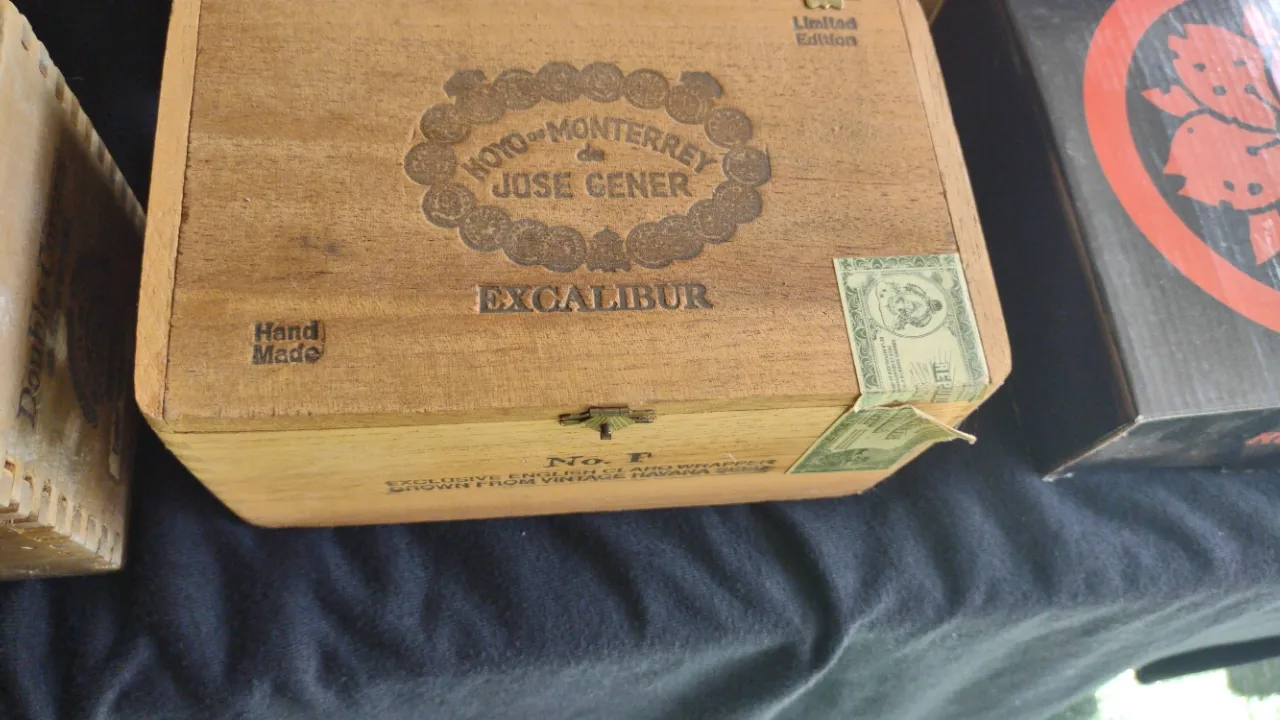 Limited
Edition
HOYO DE MONTERREY
de
JOSE GENER
EXCALIBUR
Hand
Made
No. F
EXCLUSIVE ENGLISH CLARO WRAPPER
GROWN FROM VINTAGE HAVANA SEED
Double